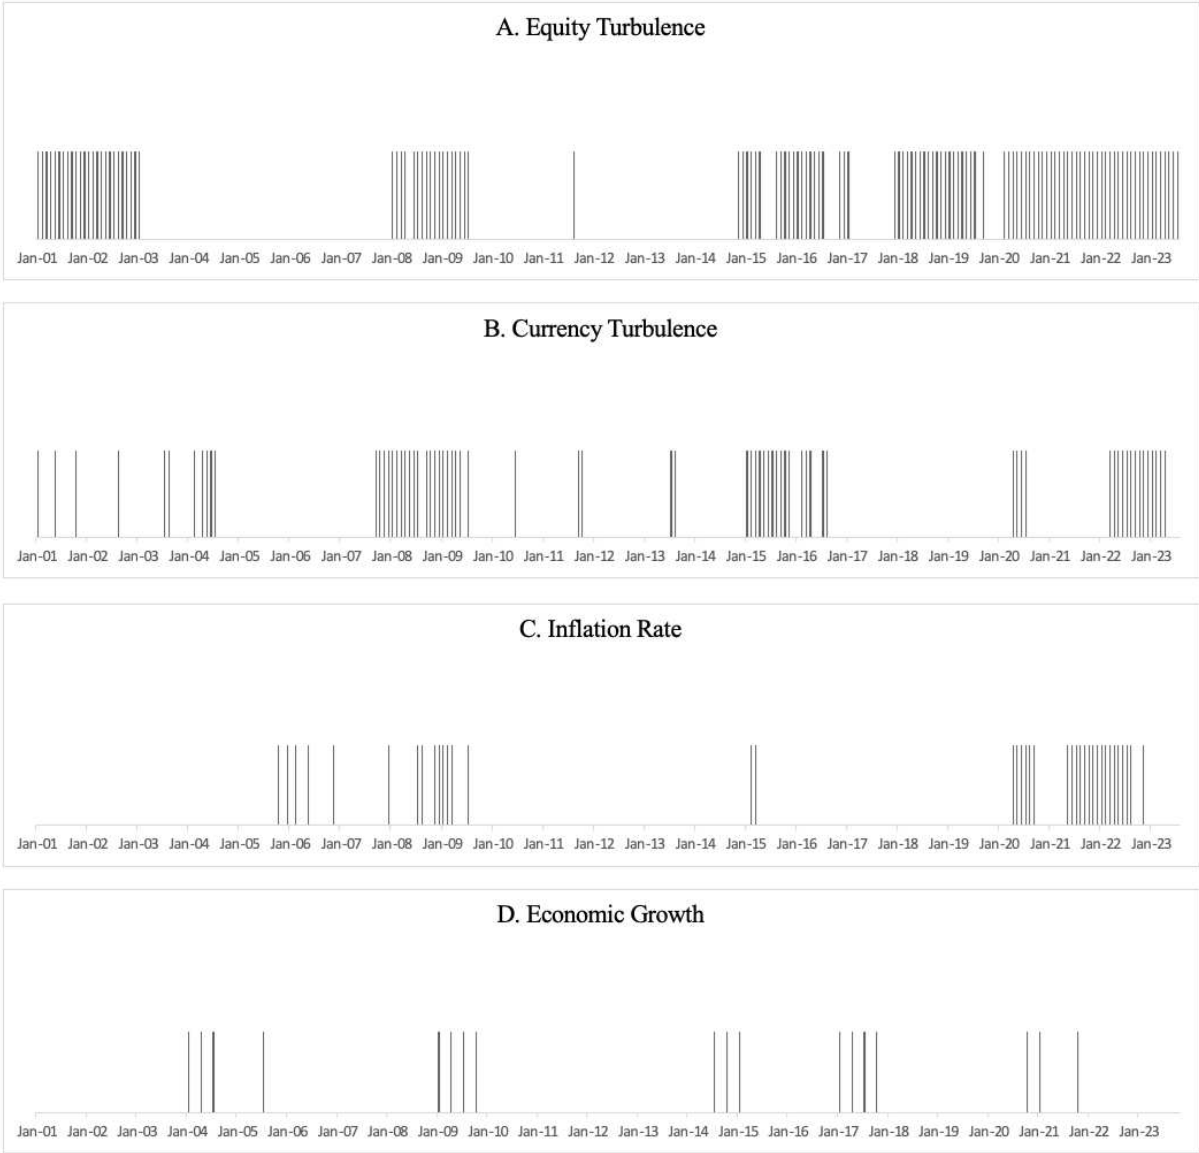 A. Equity Turbulence
Jan-01 Jan-02 Jan-03 Jan-04 Jan-05 Jan-06 Jan-07 Jan-08 Jan-09 Jan-10 Jan-11 Jan-12 Jan-13 Jan-14 Jan-15 Jan-16 Jan-17 Jan-18 Jan-19 Jan-20 Jan-21 Jan-22 Jan-23
B. Currency Turbulence
Jan-01 Jan-02 Jan-03 Jan-04 Jan-05 Jan-06 Jan-07 Jan-08 Jan-09 Jan-10 Jan-11 Jan-12 Jan-13 Jan-14 Jan-15 Jan-16 Jan-17 Jan-18 Jan-19 Jan-20 Jan-21 Jan-22 Jan-23
C. Inflation Rate
Jan-01 Jan-02 Jan-03 Jan-04 Jan-05 Jan-06 Jan-07 Jan-08 Jan-09 Jan-10 Jan-11 Jan-12 Jan-13 Jan-14 Jan-15 Jan-16 Jan-17 Jan-18 Jan-19 Jan-20 Jan-21 Jan-22 Jan-23
D. Economic Growth
Jan-01 Jan-02 Jan-03 Jan-04 Jan-05 Jan-06 Jan-07 Jan-08 Jan-09 Jan-10 Jan-11 Jan-12 Jan-13 Jan-14 Jan-15 Jan-16 Jan-17 Jan-18 Jan-19 Jan-20 Jan-21 Jan-22 Jan-23